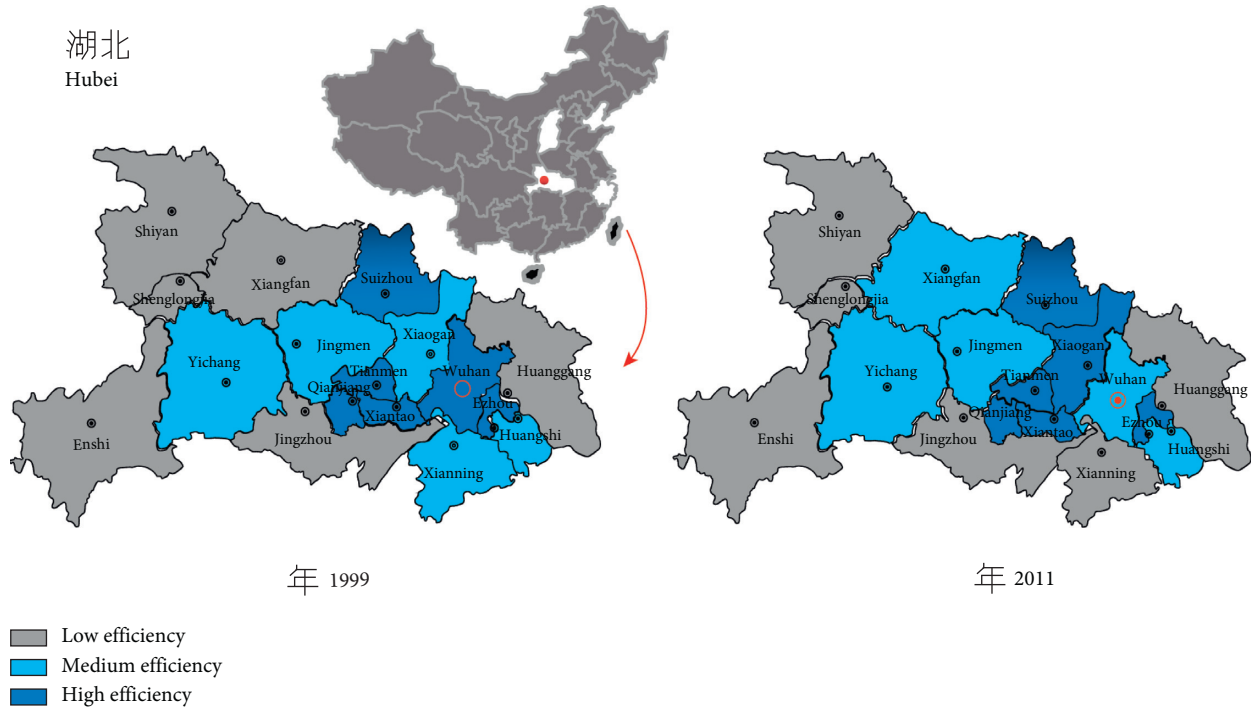 湖北
Hubei
Shiyan
Shenglongjia
Xiangfan
Suizhou
Yichang
Jingmen
Xiaogan
Tianmen
Wuhan
Huanggang
Qianjiang
Xiantao
Ezhou
Enshi
Jingzhou
Huangshi
Xianning
年 1999
Shiyan
Shenglongjia
Xiangfan
Suizhou
Yichang
Jingmen
Xiaogan
Tianmen
Wuhan
Huanggang
Qianjiang
Xiantao
Ezhou
Enshi
Jingzhou
Huangshi
Xianning
年 2011
Low efficiency
Medium efficiency
High efficiency